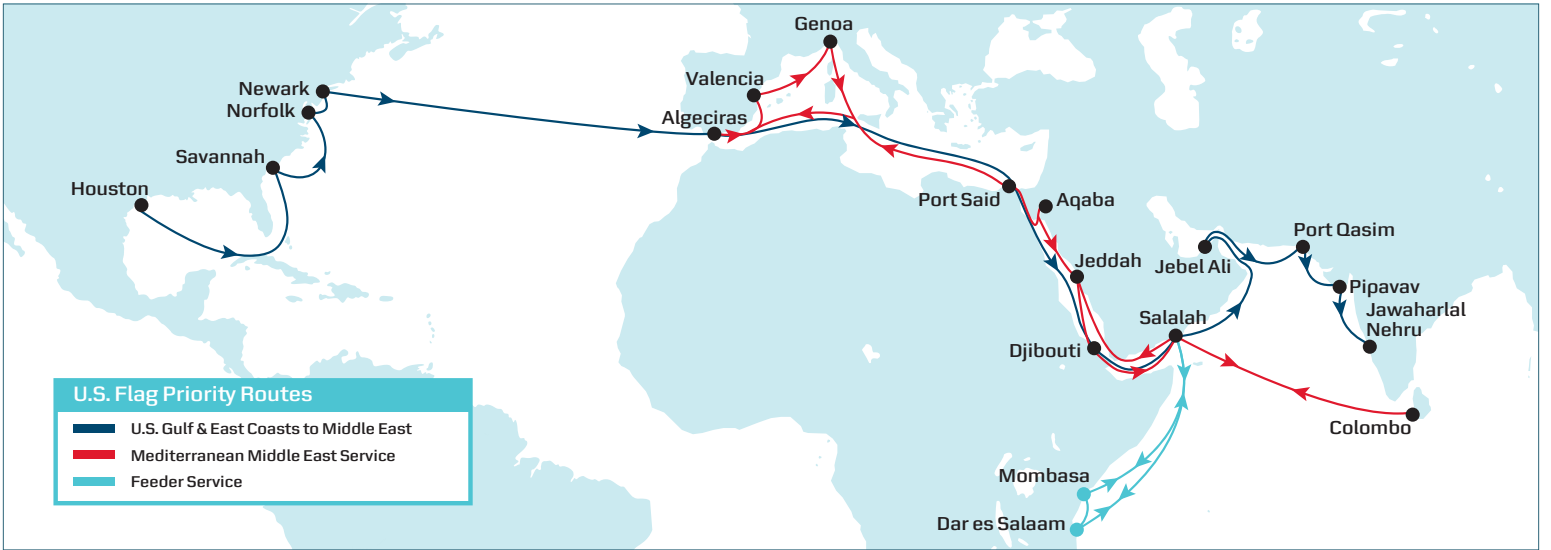 Genoa
Valencia
Algeciras
Newark
Norfolk
Savannah
Houston
Port Said
Aqaba
Jeddah
Djibouti
Salalah
Jebel Ali
Port Qasim
Pipavav
Jawaharlal
Nehru
Colombo
Mombasa
Dar es Salaam
U.S. Flag Priority Routes
U.S. Gulf & East Coasts to Middle East
Mediterranean Middle East Service
Feeder Service